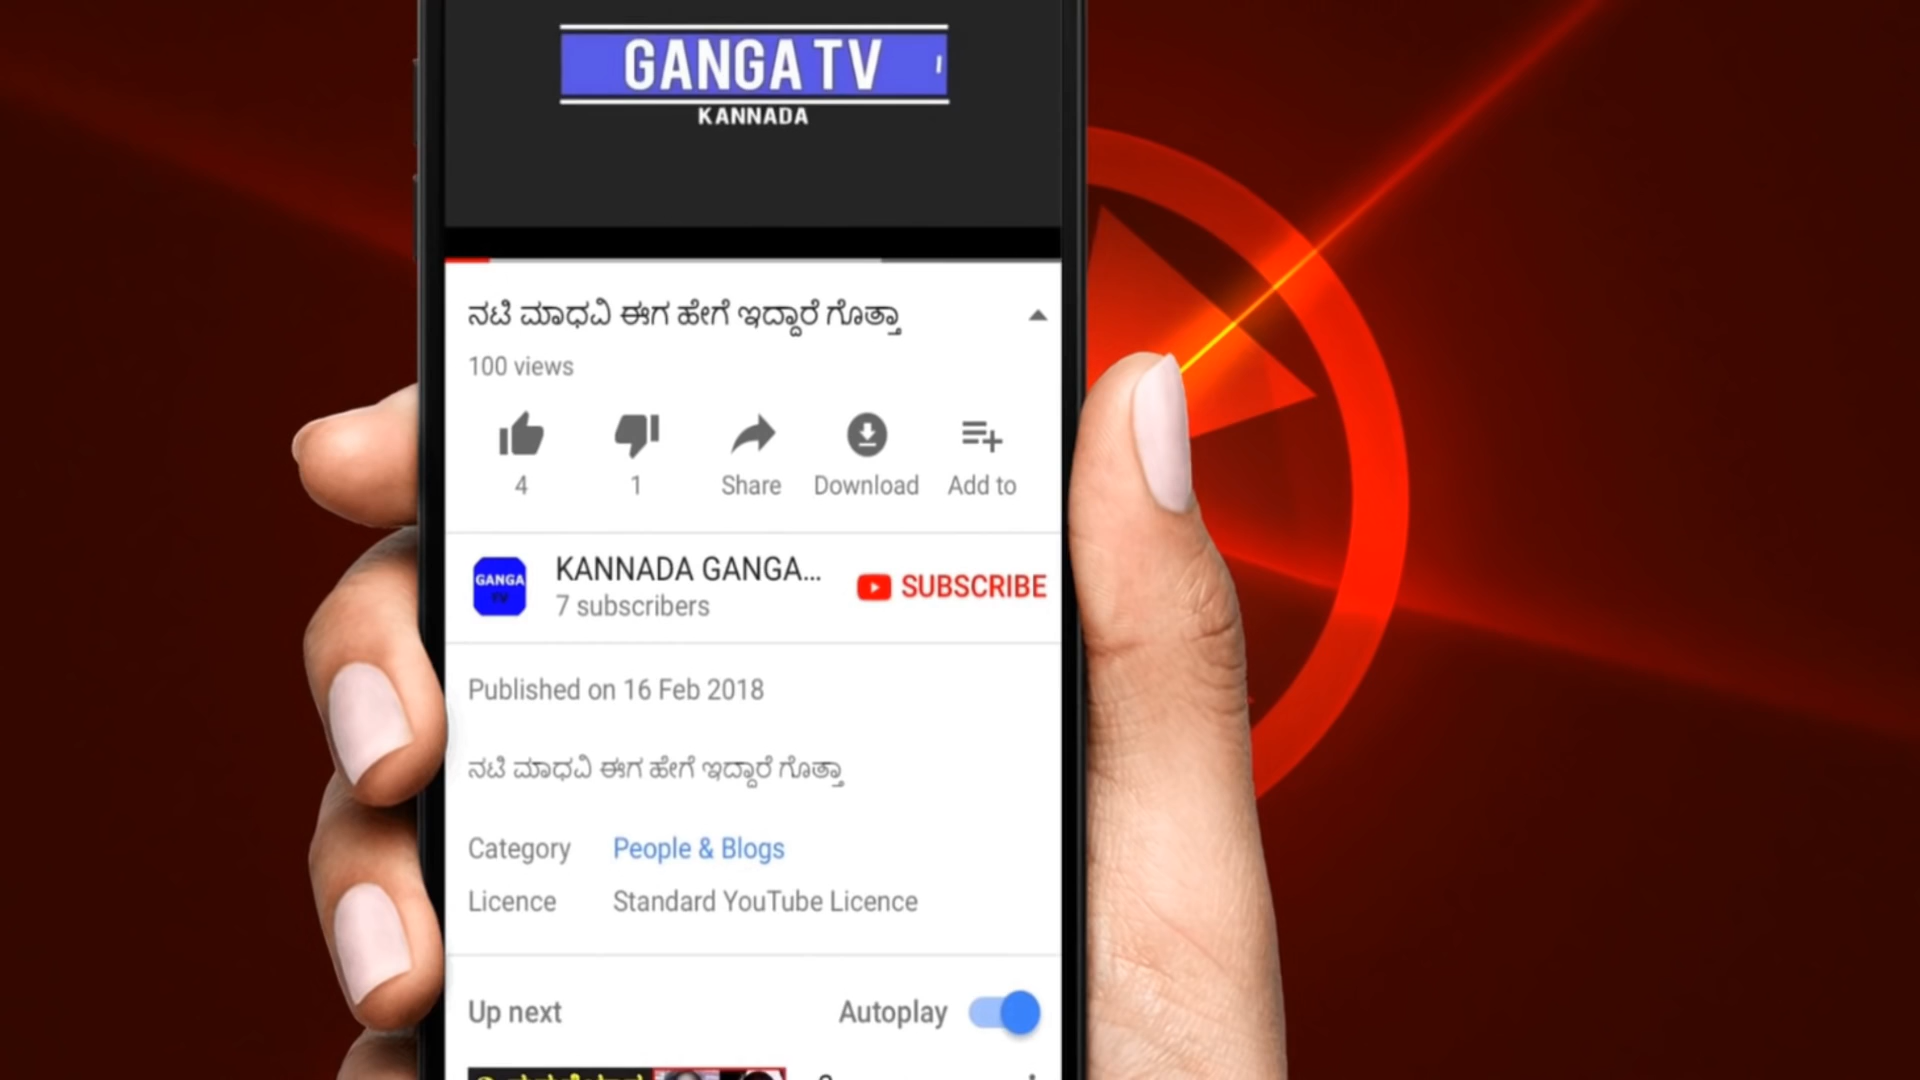 GANGA TV
KANNADA
ನಟಿ ಮಾಧವಿ ಈಗ ಹೇಗೆ ಇದ್ದಾರೆ ಗೊತ್ತಾ
100 views
4 1 Share Download Add to
GANGA
TV
KANNADA GANGA...
7 subscribers
SUBSCRIBE
Published on 16 Feb 2018
ನಟಿ ಮಾಧವಿ ಈಗ ಹೇಗೆ ಇದ್ದಾರೆ ಗೊತ್ತಾ
Category People & Blogs
Licence Standard YouTube Licence
Up next Autoplay